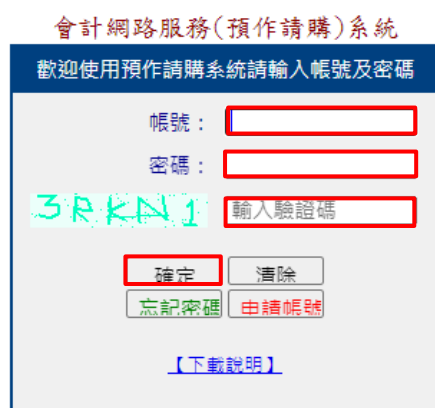 會計網路服務(預作請購)系統
歡迎使用預作請購系統請輸入帳號及密碼
帳號：
密碼：
3RKN1 輸入驗證碼
確定 清除
忘記密碼 申請帳號
【下載說明】